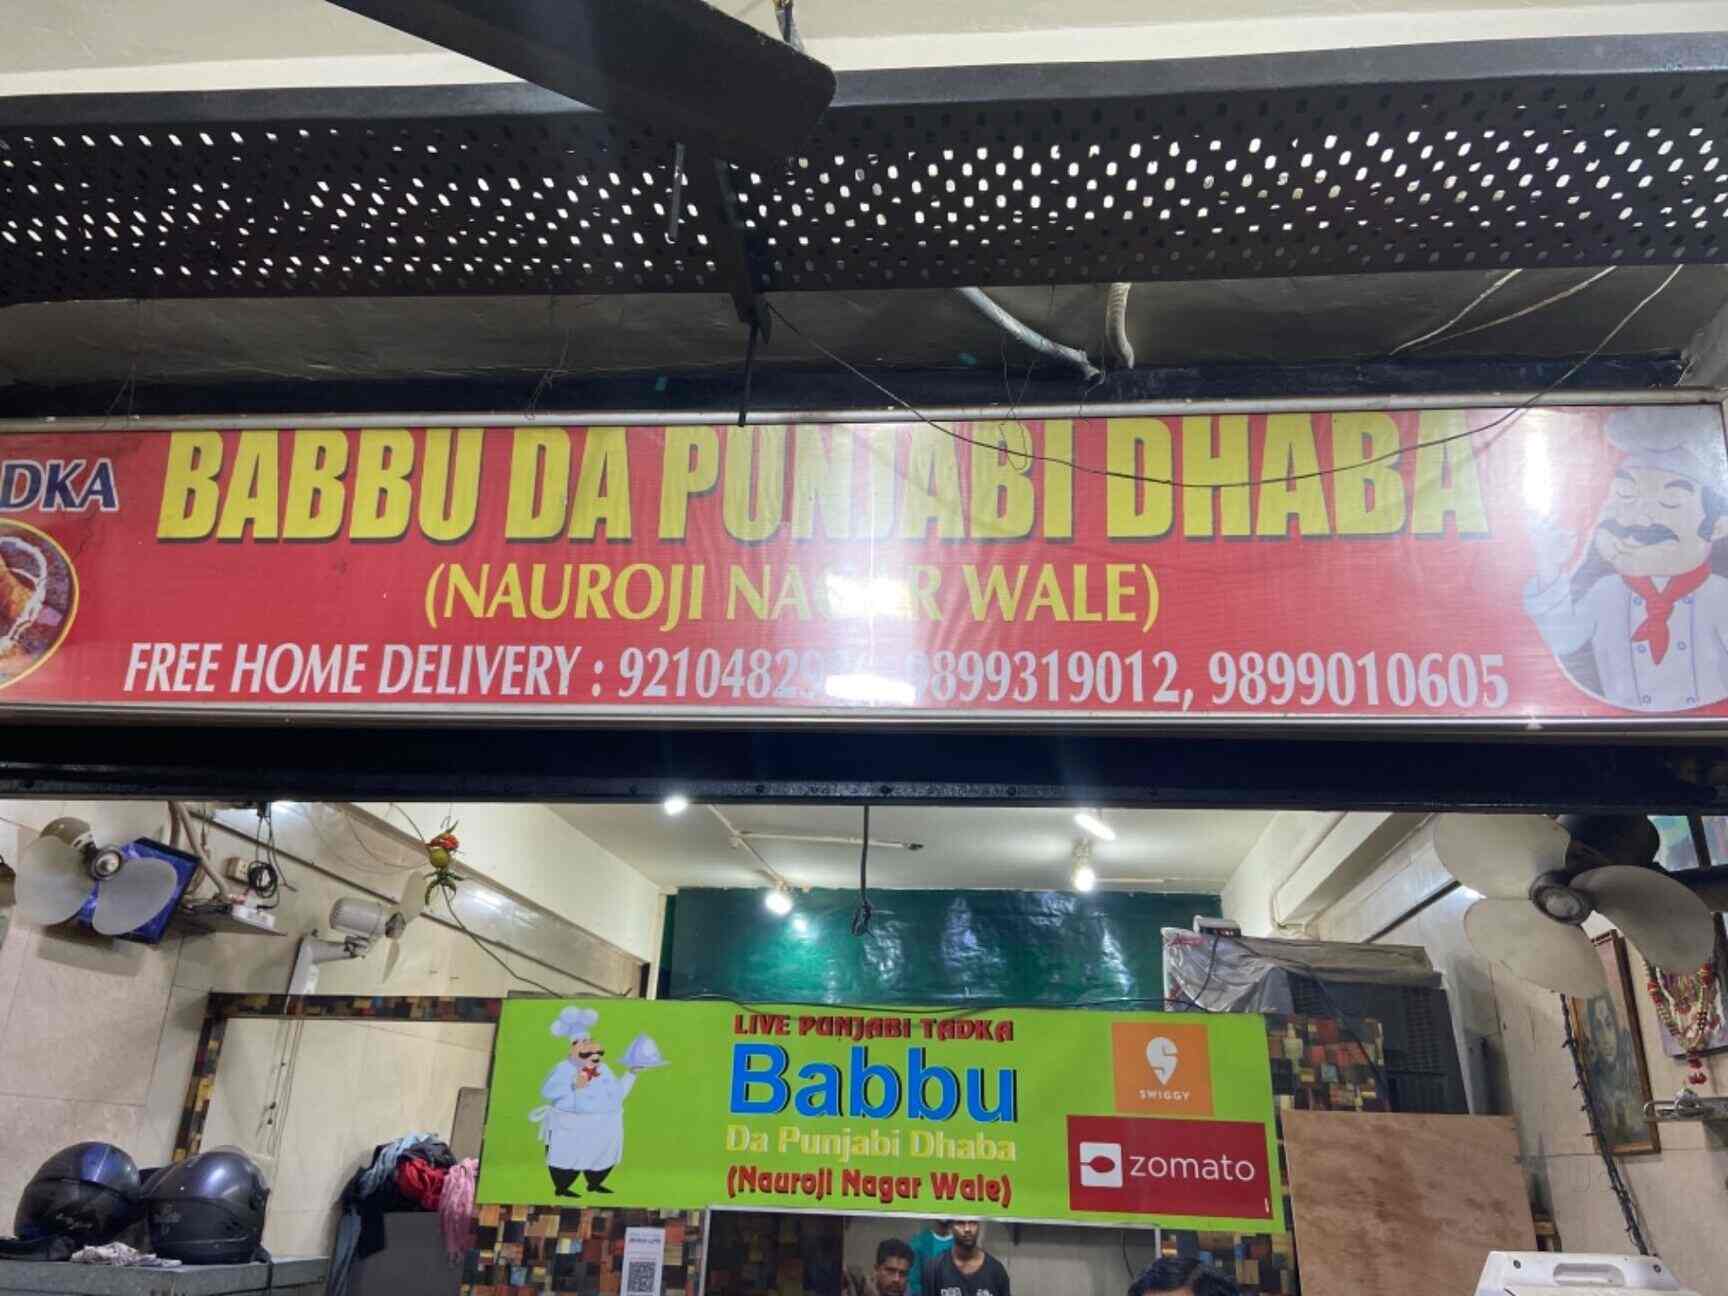 DKA
BABBU DA PUNJABI DHABA
(NAUROJI NAGAR WALE)
FREE HOME DELIVERY : 9899319012, 9899010605
LIVE PUNJABI TADKA
Babbu
Da Punjabi Dhaba
(Nauroji Nagar Wale)
SWIGGY
zomato